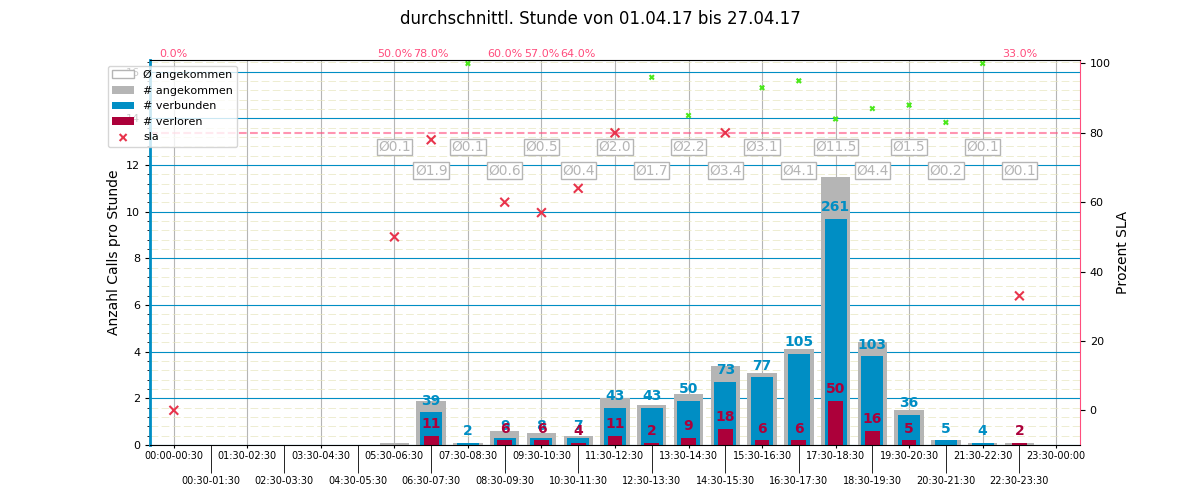 durchschnittl. Stunde von 01.04.17 bis 27.04.17
0.0% 50.0% 78.0% 60.0% 57.0% 64.0% 33.0%
Ø angekommen
# angekommen
# verbunden
# verloren
sla
Anzahl Calls pro Stunde
16
14
12
10
8
6
4
2
0
Ø0.1 Ø0.1 Ø0.5 Ø2.0 Ø2.2 Ø3.1 Ø11.5 Ø1.5 Ø0.1
Ø1.9 Ø0.6 Ø0.4 Ø1.7 Ø3.4 Ø4.1 Ø4.4 Ø0.2 Ø0.1
39 2 8 8 7 43 43 50 73 77 105 261 103 36 5 4
11 6 6 4 11 2 9 18 6 6 50 16 5 2
100
80
60
40
20
0
Prozent SLA
00:00-00:30 01:30-02:30 03:30-04:30 05:30-06:30 07:30-08:30 09:30-10:30 11:30-12:30 13:30-14:30 15:30-16:30 17:30-18:30 19:30-20:30 21:30-22:30 23:30-00:00
00:30-01:30 02:30-03:30 04:30-05:30 06:30-07:30 08:30-09:30 10:30-11:30 12:30-13:30 14:30-15:30 16:30-17:30 18:30-19:30 20:30-21:30 22:30-23:30